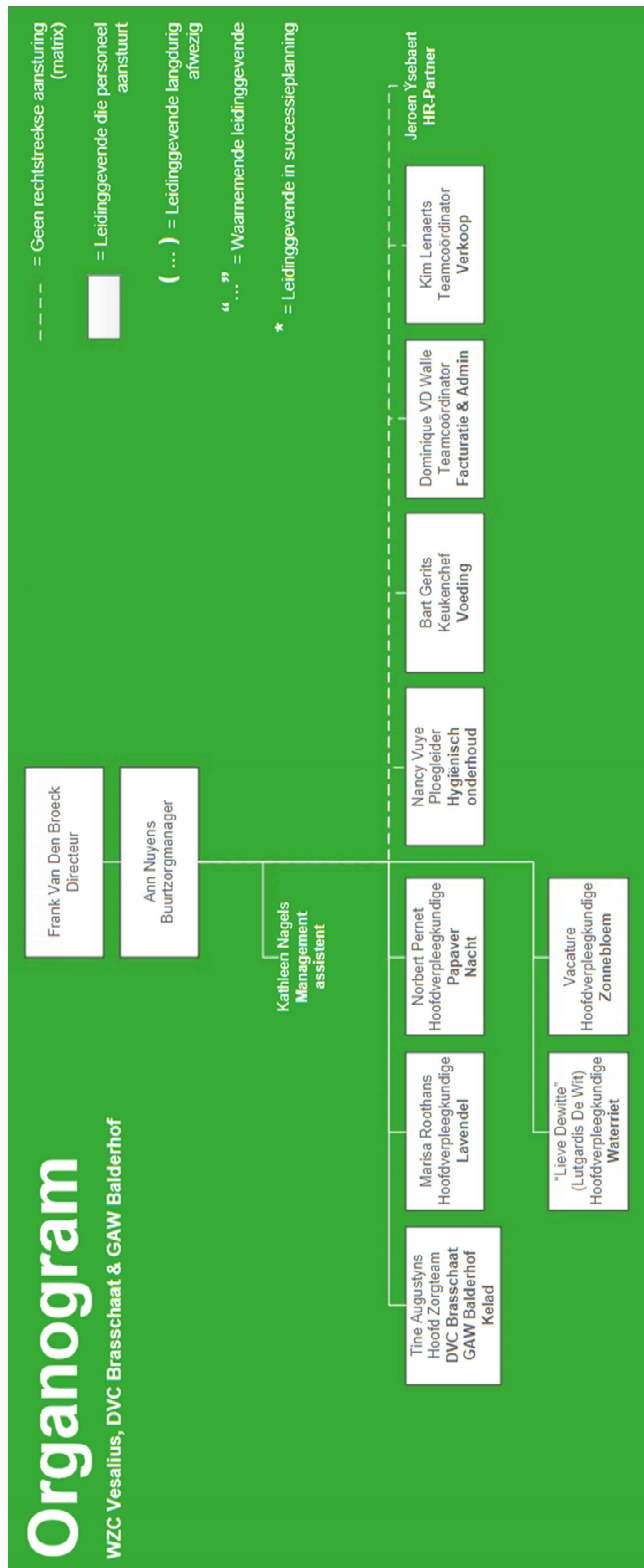 Organogram
WZC Vesalius, DVC Brasschaat & GAW Balderhof
Frank Van Den Broeck
Directeur
Ann Nuyens
Buurtzorgmanager
Kathleen Nagels
Management
assistent
---- = Geen rechtstreekse aansturing
(matrix)
= Leidinggevende die personeel
aanstuurt
( ... ) = Leidinggevende langdurig
afwezig
“ ... ” = Waarnemende leidinggevende
* = Leidinggevende in successieplanning
Tine Augustyns
Hoofd Zorgteam
DVC Brasschaat
GAW Balderhof
Kelad
Marisa Roothans
Hoofdverpleegkundige
Lavendel
Norbert Pernet
Hoofdverpleegkundige
Papaver
Nacht
Nancy Vuye
Ploegleider
Hygiënisch
onderhoud
Bart Gerits
Keukenchef
Voeding
Dominique VD Walle
Teamcoördinator
Facturatie & Admin
Kim Lenaerts
Teamcoördinator
Verkoop
Jeroen Ysebaert
HR-Partner
“Lieve Dewitte”
(Lutgardis De Wit)
Hoofdverpleegkundige
Waterriet
Vacature
Hoofdverpleegkundige
Zonnebloem